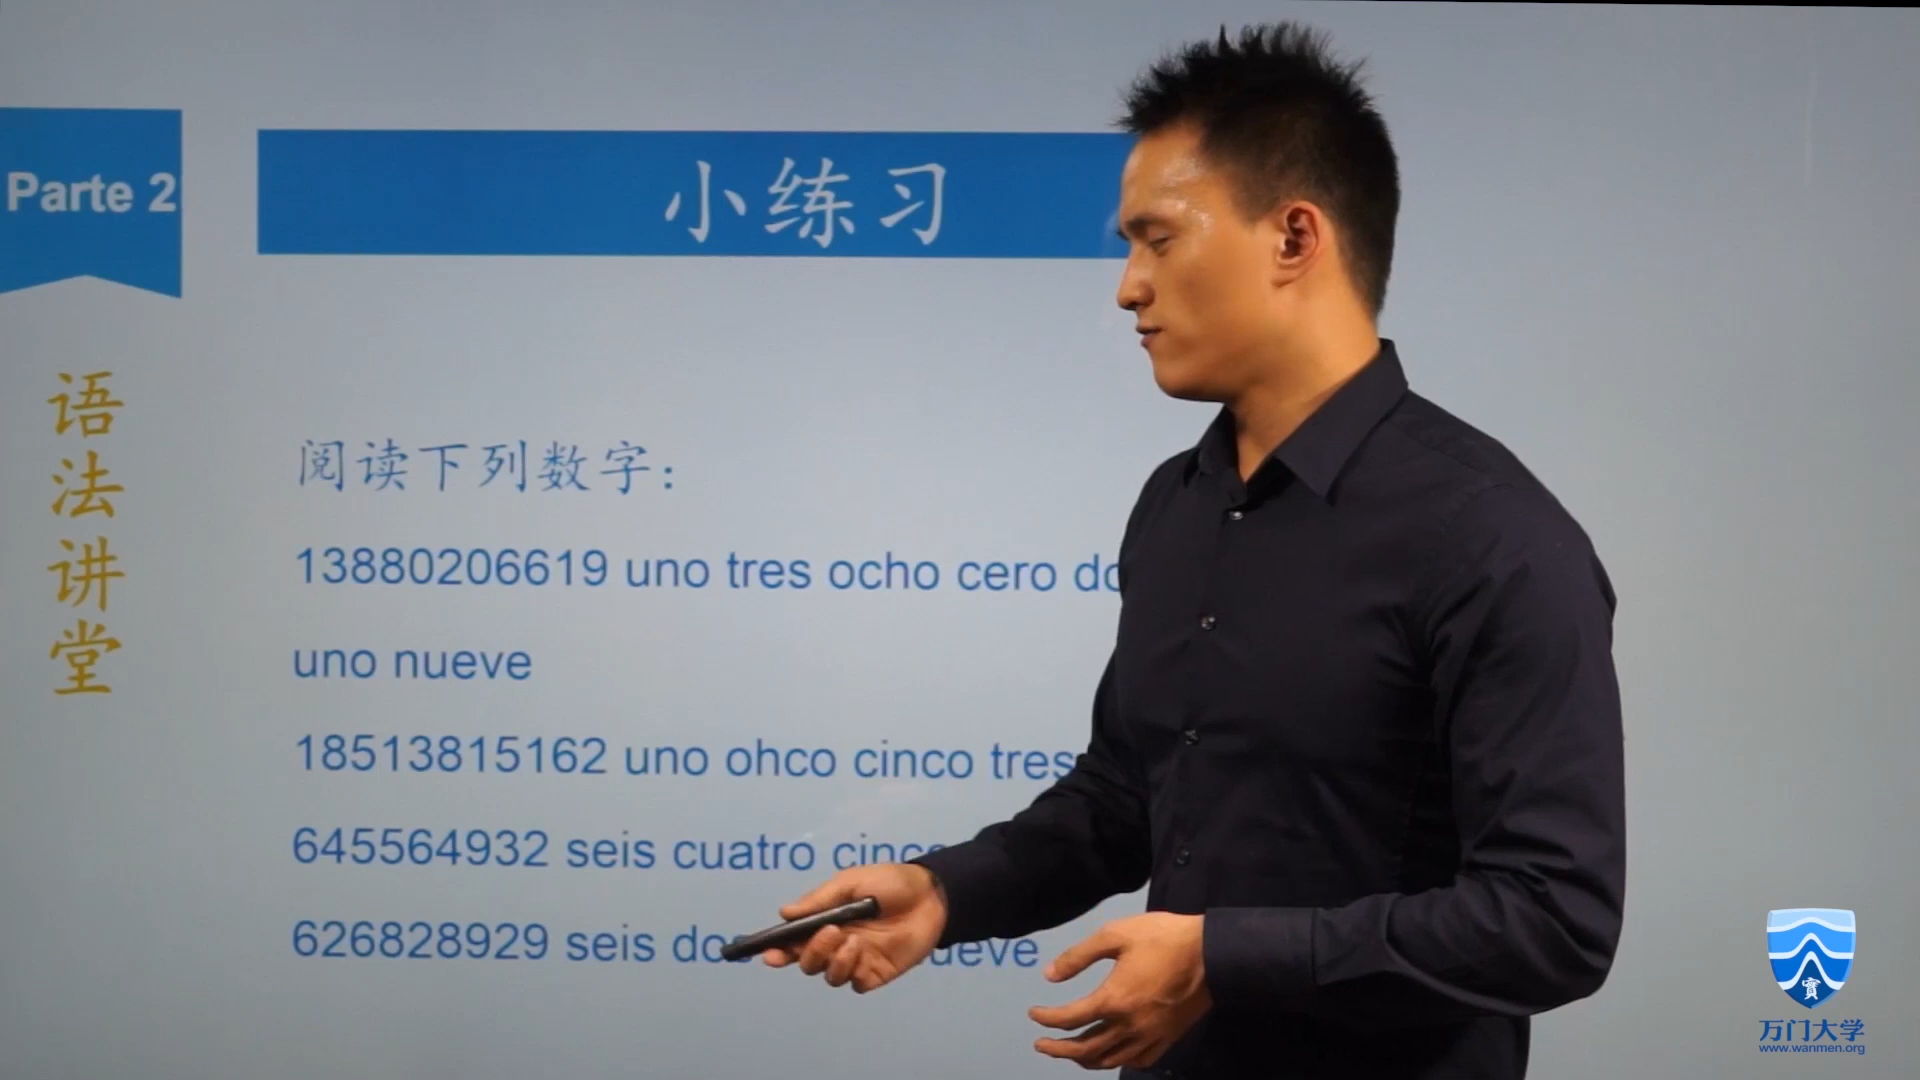 Parte 2
小练习
语法讲堂
阅读下列数字:
13880206619 uno tres ocho cero
uno nueve
18513815162 uno ohco cinco tres
645564932 seis cuatro
626828929 seis
万门大学
www.wanmen.org